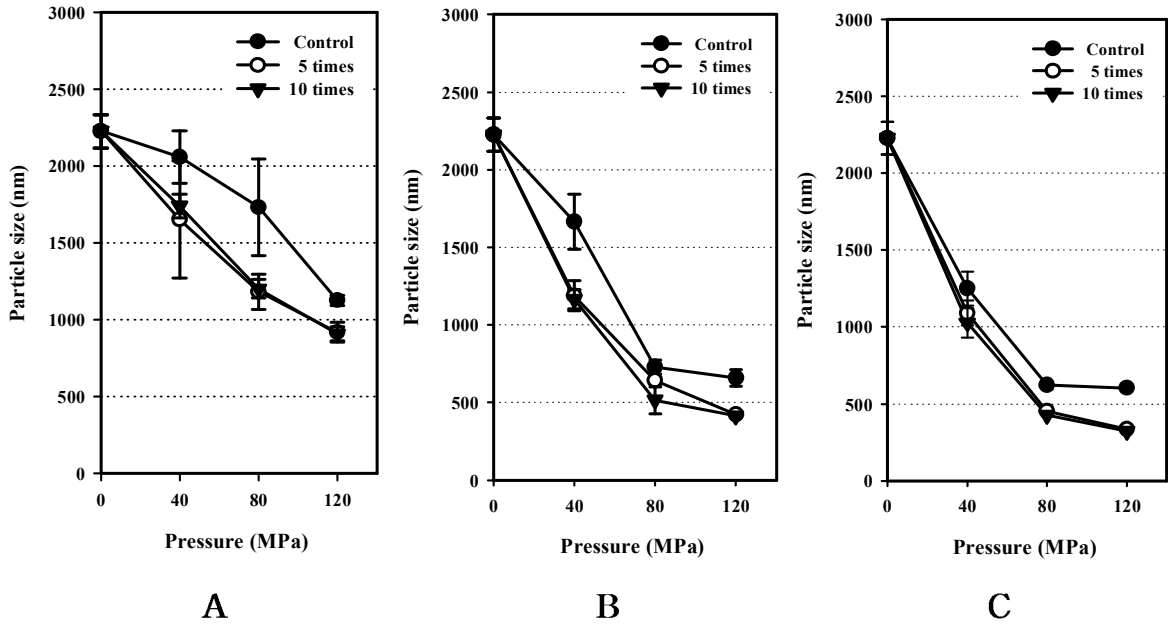 3000
2500
2000
1500
1000
500
0
Particle size (nm)
Control
5 times
10 times
0 40 80 120
Pressure (MPa)
A
3000
2500
2000
1500
1000
500
0
Particle size (nm)
Control
5 times
10 times
0 40 80 120
Pressure (MPa)
B
3000
2500
2000
1500
1000
500
0
Particle size (nm)
Control
5 times
10 times
0 40 80 120
Pressure (MPa)
C